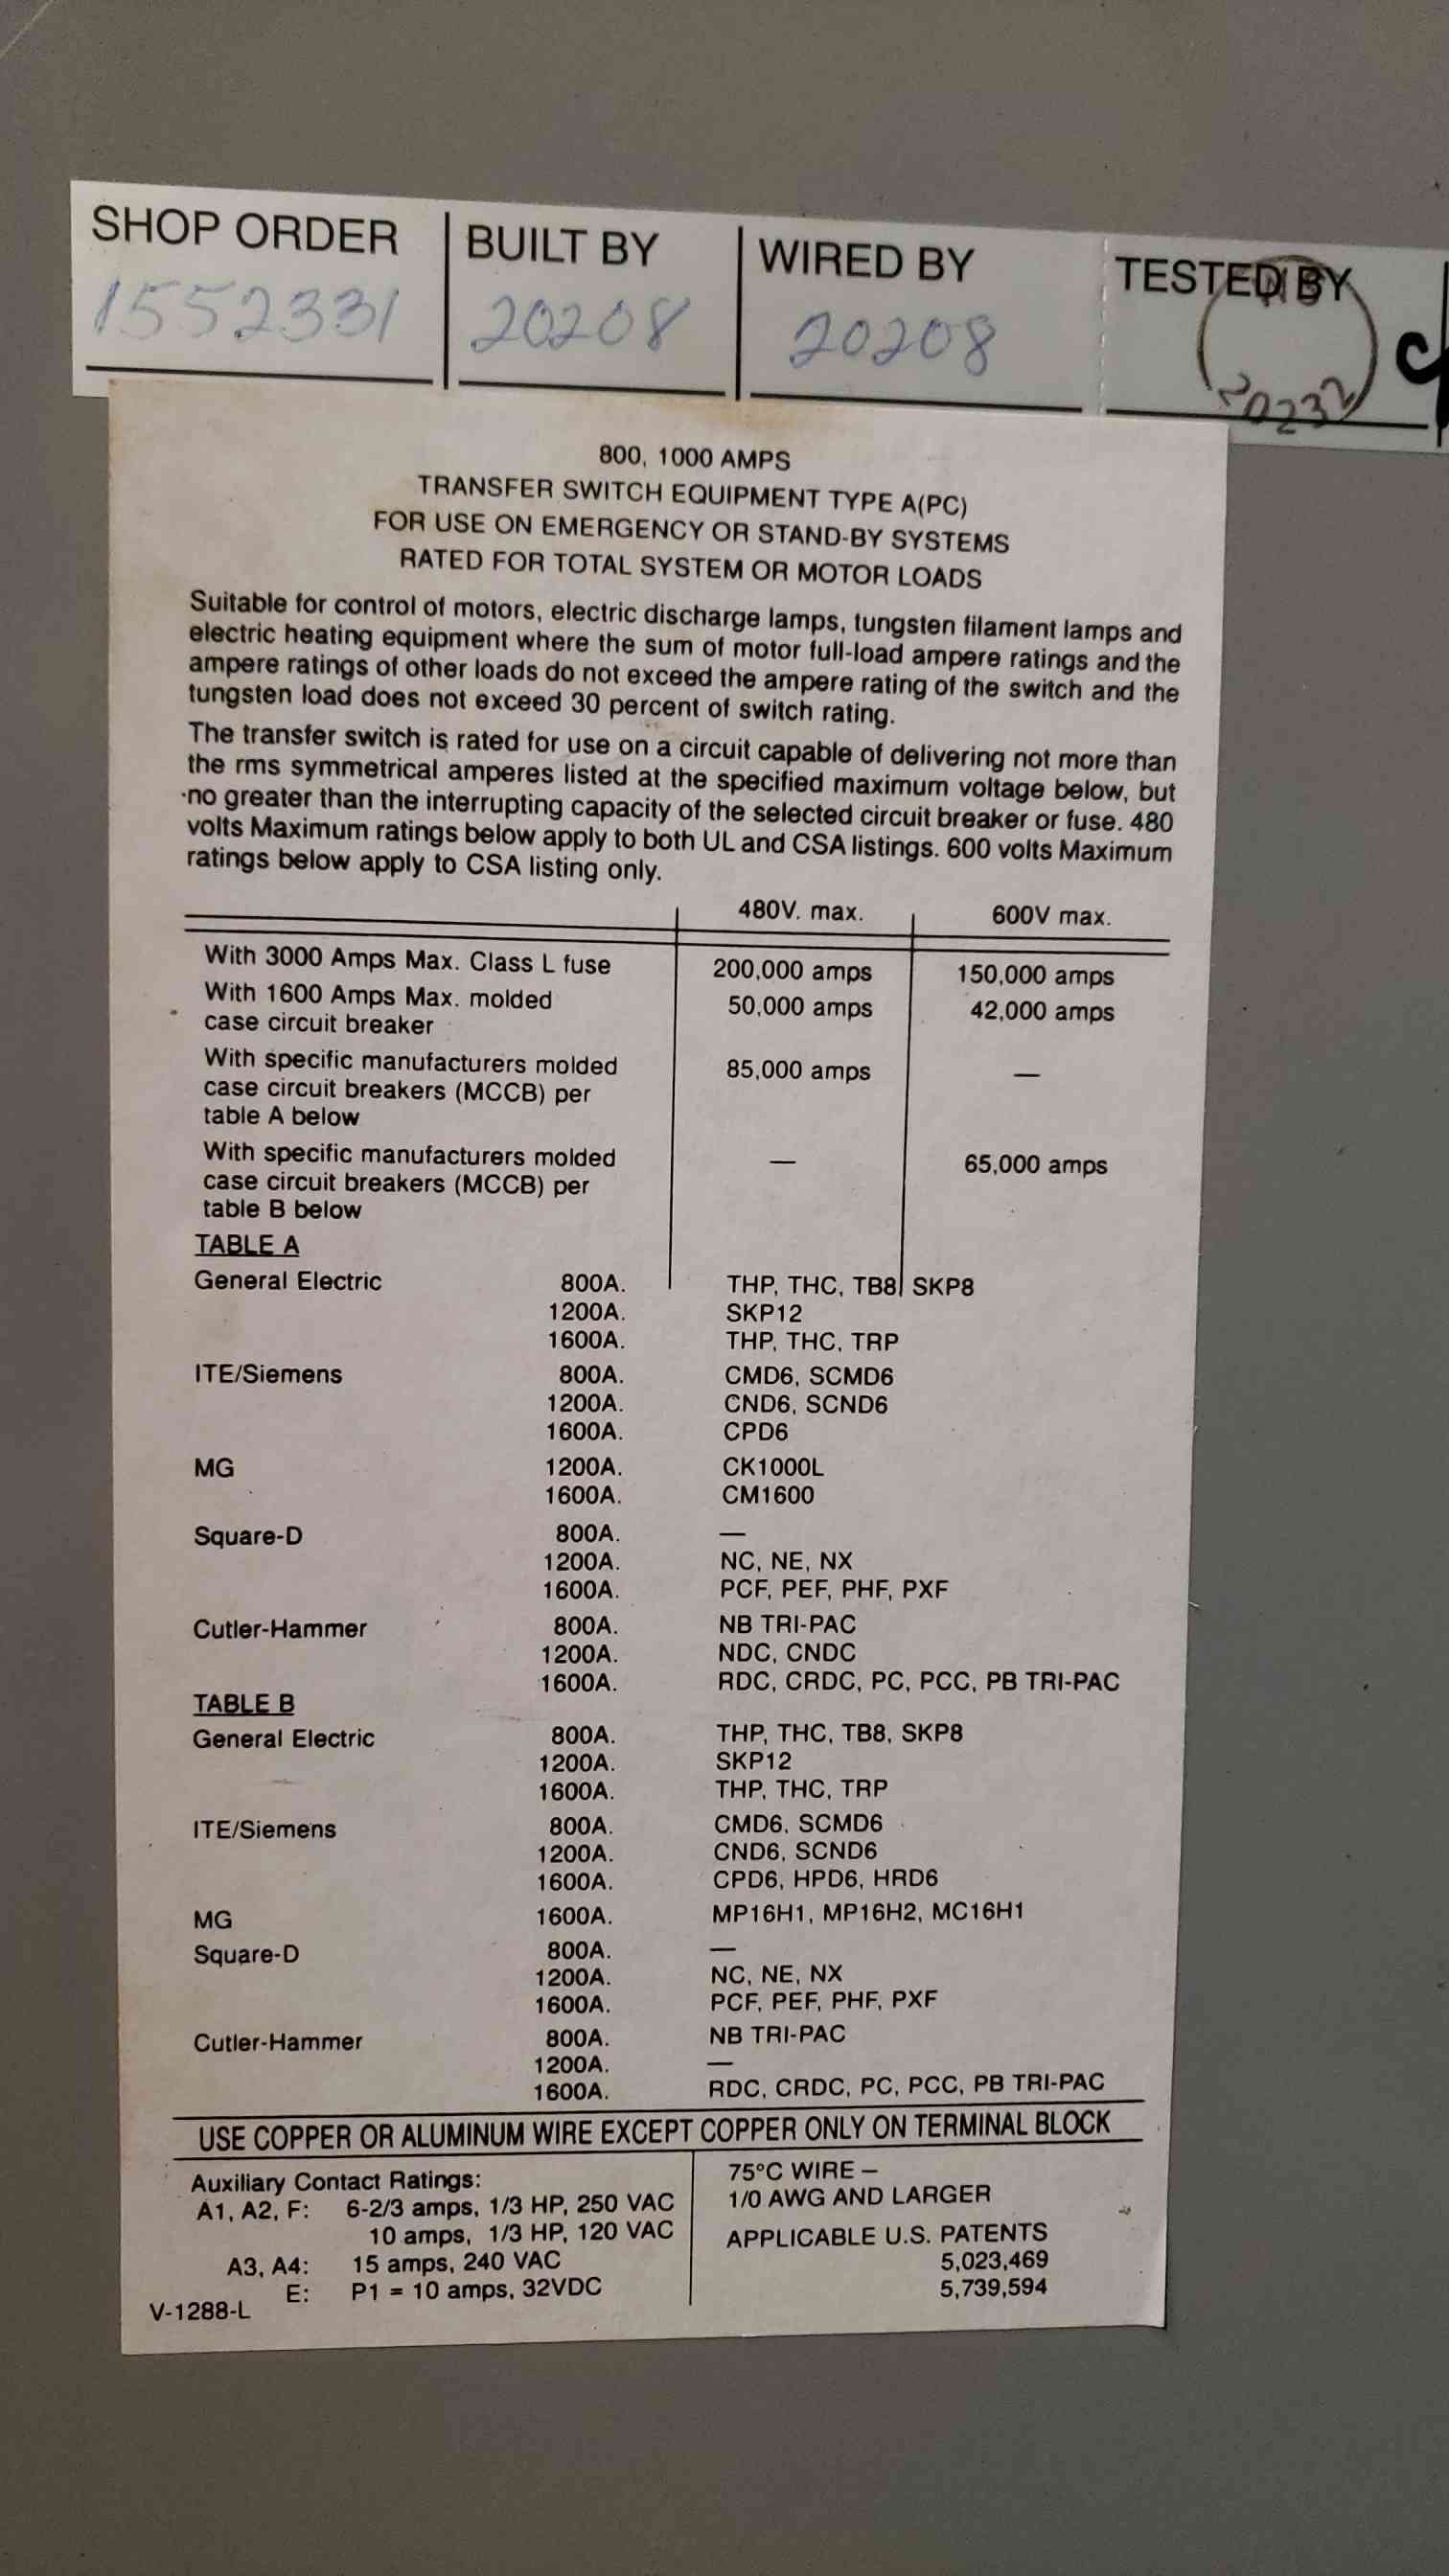 SHOP ORDER BUILT BY WIRED BY TESTED BY
1552331 20208 20208 20232
800, 1000 AMPS
TRANSFER SWITCH EQUIPMENT TYPE A(PC)
FOR USE ON EMERGENCY OR STAND-BY SYSTEMS
RATED FOR TOTAL SYSTEM OR MOTOR LOADS
Suitable for control of motors, electric discharge lamps, tungsten filament lamps and
electric heating equipment where the sum of motor full-load ampere ratings and the
ampere ratings of other loads do not exceed the ampere rating of the switch and the
tungsten load does not exceed 30 percent of switch rating.
The transfer switch is rated for use on a circuit capable of delivering not more than
the rms symmetrical amperes listed at the specified maximum voltage below, but
no greater than the interrupting capacity of the selected circuit breaker or fuse. 480
volts Maximum ratings below apply to both UL and CSA listings. 600 volts Maximum
ratings below apply to CSA listing only.
480V. max. 600V max.
With 3000 Amps Max. Class L fuse 200,000 amps 150,000 amps
With 1600 Amps Max. molded 50,000 amps 42,000 amps
case circuit breaker
With specific manufacturers molded 85,000 amps —
case circuit breakers (MCCB) per
table A below
With specific manufacturers molded — 65,000 amps
case circuit breakers (MCCB) per
table B below
TABLE A
General Electric 800A. THP, THC, TB8, SKP8
1200A. SKP12
1600A. THP, THC, TRP
ITE/Siemens 800A. CMD6, SCMD6
1200A. CND6, SCND6
1600A. CPD6
MG 1200A. CK1000L
1600A. CM1600
Square-D 800A. —
1200A. NC, NE, NX
1600A. PCF, PEF, PHF, PXF
Cutler-Hammer 800A. NB TRI-PAC
1200A. NDC, CNDC
1600A. RDC, CRDC, PC, PCC, PB TRI-PAC
TABLE B
General Electric 800A. THP, THC, TB8, SKP8
1200A. SKP12
1600A. THP, THC, TRP
ITE/Siemens 800A. CMD6, SCMD6
1200A. CND6, SCND6
1600A. CPD6, HPD6, HRD6
MG 1600A. MP16H1, MP16H2, MC16H1
Square-D 800A. —
1200A. NC, NE, NX
1600A. PCF, PEF, PHF, PXF
Cutler-Hammer 800A. NB TRI-PAC
1200A. —
1600A. RDC, CRDC, PC, PCC, PB TRI-PAC
USE COPPER OR ALUMINUM WIRE EXCEPT COPPER ONLY ON TERMINAL BLOCK
Auxiliary Contact Ratings:
A1, A2, F: 6-2/3 amps, 1/3 HP, 250 VAC
10 amps, 1/3 HP, 120 VAC
A3, A4: 15 amps, 240 VAC
E: P1 = 10 amps, 32VDC
V-1288-L
75°C WIRE –
1/0 AWG AND LARGER
APPLICABLE U.S. PATENTS
5,023,469
5,739,594